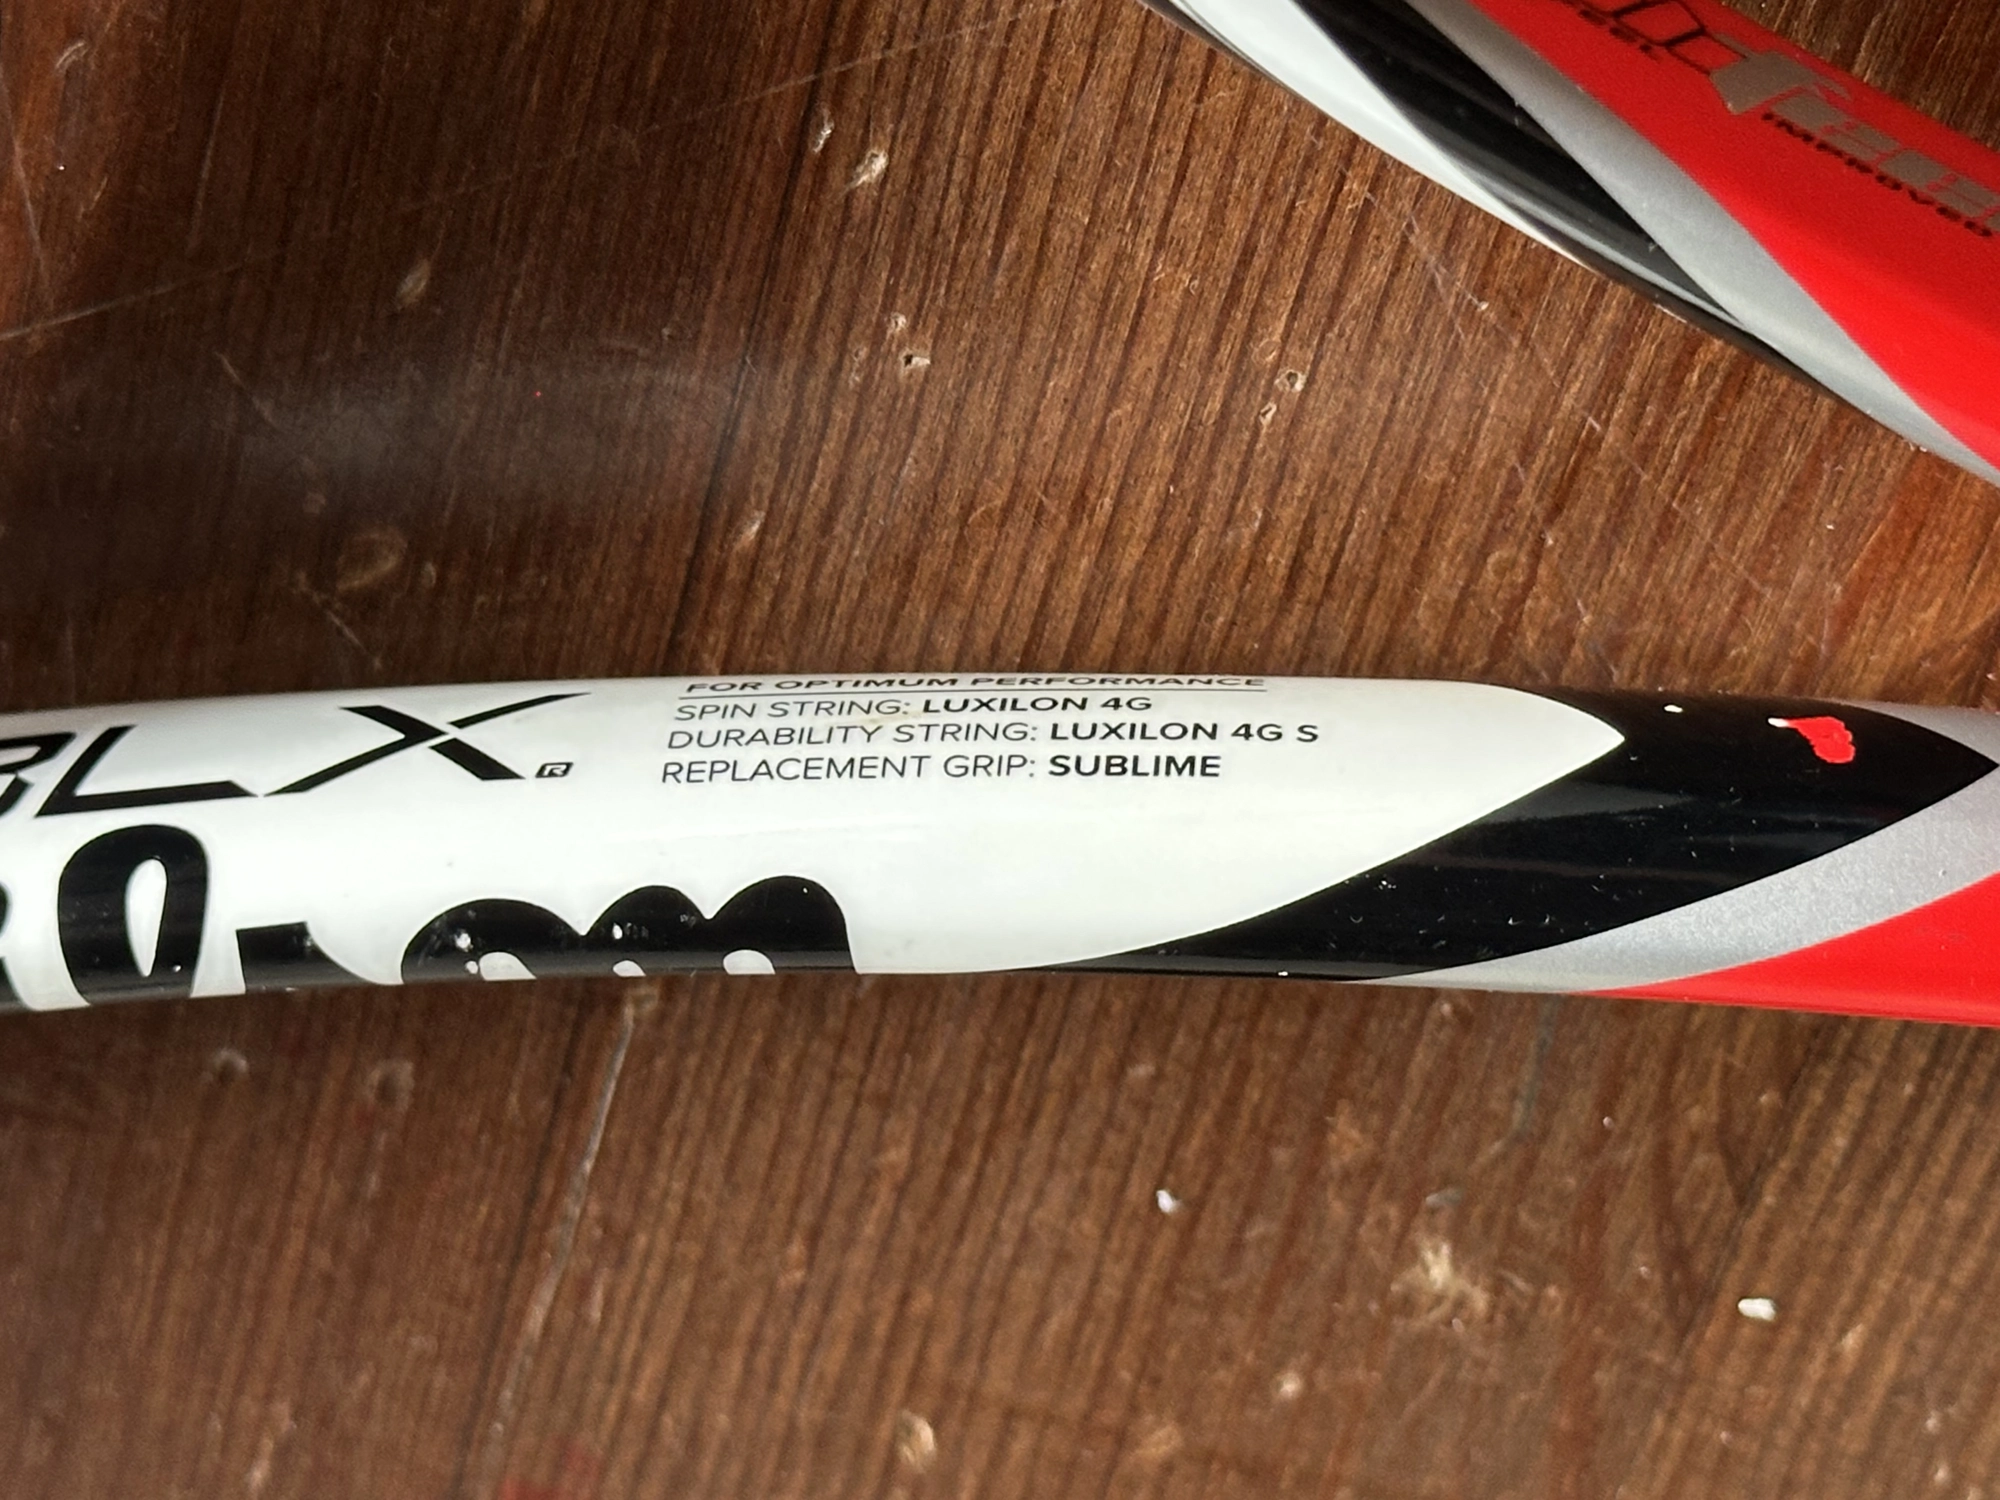 IMPROVED
BLX®
FOR OPTIMUM PERFORMANCE
SPIN STRING: LUXILON 4G
DURABILITY STRING: LUXILON 4G S
REPLACEMENT GRIP: SUBLIME